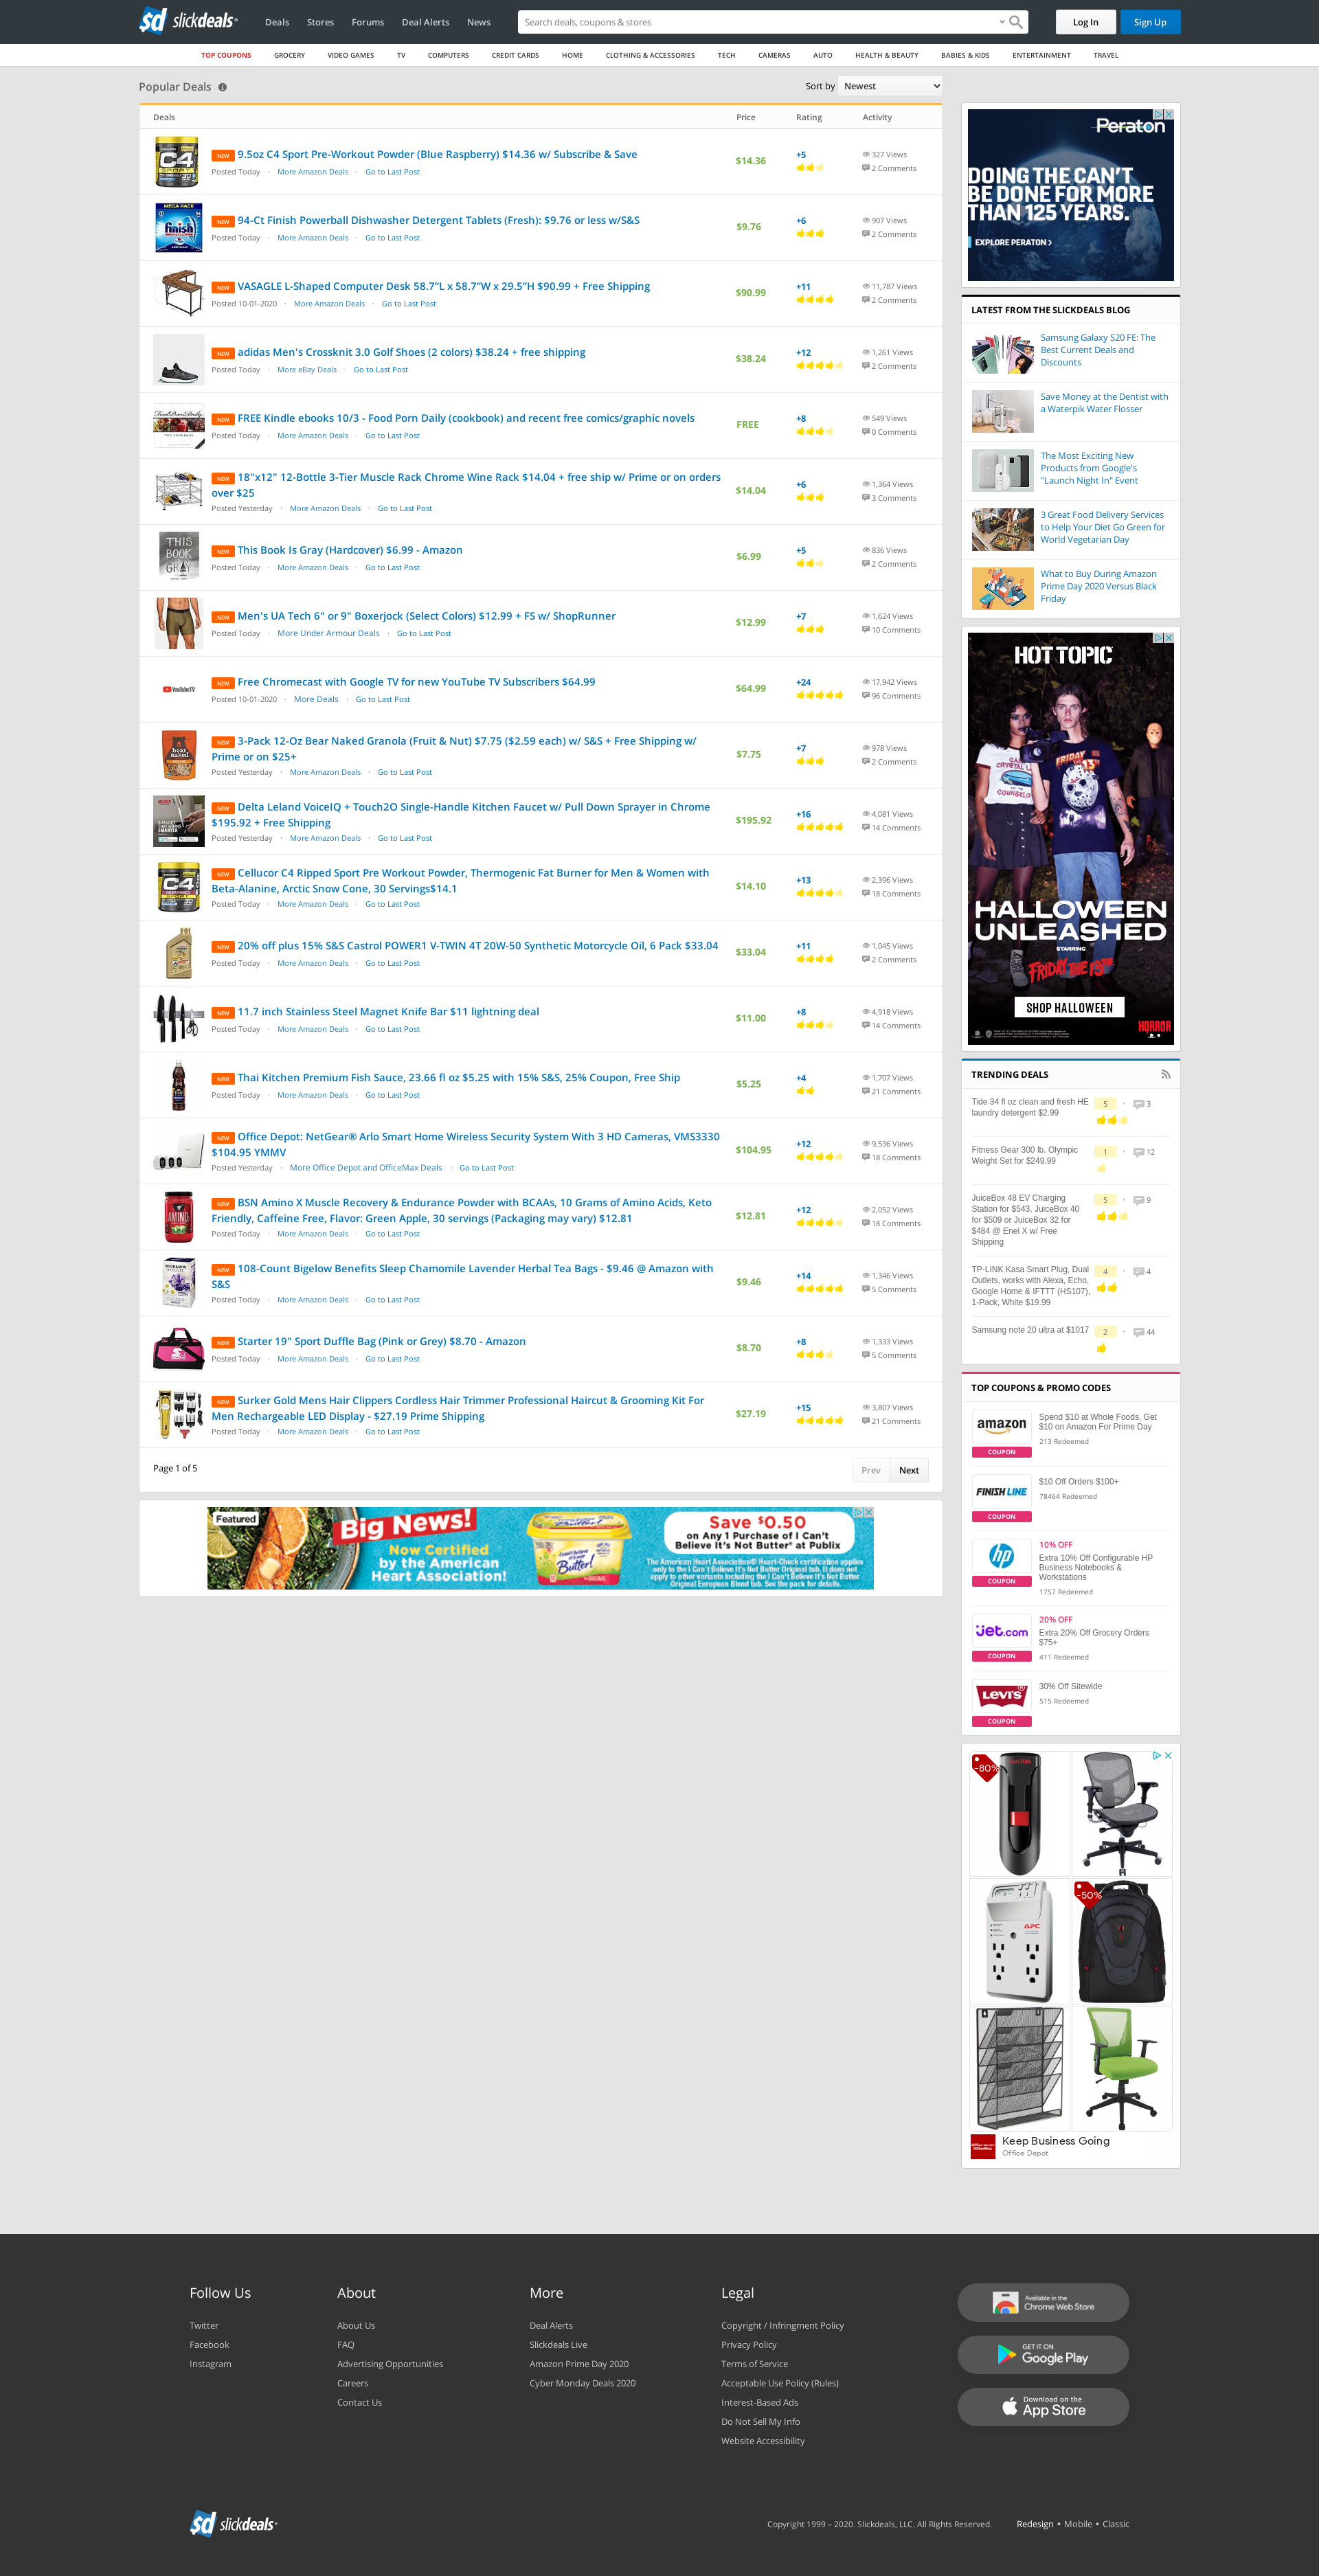 sd slickdeals
Deals Stores Forums Deal Alerts News
Search deals, coupons & stores
Log In
Sign Up
TOP COUPONS GROCERY VIDEO GAMES TV COMPUTERS CREDIT CARDS HOME CLOTHING & ACCESSORIES TECH CAMERAS AUTO HEALTH & BEAUTY BABIES & KIDS ENTERTAINMENT TRAVEL
Popular Deals
Sort by Newest
Deals Price Rating Activity
NEW 9.5oz C4 Sport Pre-Workout Powder (Blue Raspberry) $14.36 w/ Subscribe & Save
Posted Today · More Amazon Deals · Go to Last Post
$14.36
+5
327 Views
2 Comments
NEW 94-Ct Finish Powerball Dishwasher Detergent Tablets (Fresh): $9.76 or less w/S&S
Posted Today · More Amazon Deals · Go to Last Post
$9.76
+6
907 Views
2 Comments
NEW VASAGLE L-Shaped Computer Desk 58.7”L x 58.7”W x 29.5”H $90.99 + Free Shipping
Posted 10-01-2020 · More Amazon Deals · Go to Last Post
$90.99
+11
11,787 Views
2 Comments
NEW adidas Men's Crossknit 3.0 Golf Shoes (2 colors) $38.24 + free shipping
Posted Today · More eBay Deals · Go to Last Post
$38.24
+12
1,261 Views
2 Comments
NEW FREE Kindle ebooks 10/3 - Food Porn Daily (cookbook) and recent free comics/graphic novels
Posted Today · More Amazon Deals · Go to Last Post
FREE
+8
549 Views
0 Comments
NEW 18"x12" 12-Bottle 3-Tier Muscle Rack Chrome Wine Rack $14.04 + free ship w/ Prime or on orders
over $25
Posted Yesterday · More Amazon Deals · Go to Last Post
$14.04
+6
1,364 Views
3 Comments
NEW This Book Is Gray (Hardcover) $6.99 - Amazon
Posted Today · More Amazon Deals · Go to Last Post
$6.99
+5
836 Views
2 Comments
NEW Men's UA Tech 6" or 9" Boxerjock (Select Colors) $12.99 + FS w/ ShopRunner
Posted Today · More Under Armour Deals · Go to Last Post
$12.99
+7
1,624 Views
10 Comments
YouTubeTV
NEW Free Chromecast with Google TV for new YouTube TV Subscribers $64.99
Posted 10-01-2020 · More Deals · Go to Last Post
$64.99
+24
17,942 Views
96 Comments
NEW 3-Pack 12-Oz Bear Naked Granola (Fruit & Nut) $7.75 ($2.59 each) w/ S&S + Free Shipping w/
Prime or on $25+
Posted Yesterday · More Amazon Deals · Go to Last Post
$7.75
+7
978 Views
2 Comments
NEW Delta Leland VoiceIQ + Touch2O Single-Handle Kitchen Faucet w/ Pull Down Sprayer in Chrome
$195.92 + Free Shipping
Posted Yesterday · More Amazon Deals · Go to Last Post
$195.92
+16
4,081 Views
14 Comments
NEW Cellucor C4 Ripped Sport Pre Workout Powder, Thermogenic Fat Burner for Men & Women with
Beta-Alanine, Arctic Snow Cone, 30 Servings$14.1
Posted Today · More Amazon Deals · Go to Last Post
$14.10
+13
2,396 Views
18 Comments
NEW 20% off plus 15% S&S Castrol POWER1 V-TWIN 4T 20W-50 Synthetic Motorcycle Oil, 6 Pack $33.04
Posted Today · More Amazon Deals · Go to Last Post
$33.04
+11
1,045 Views
2 Comments
NEW 11.7 inch Stainless Steel Magnet Knife Bar $11 lightning deal
Posted Today · More Amazon Deals · Go to Last Post
$11.00
+8
4,918 Views
14 Comments
NEW Thai Kitchen Premium Fish Sauce, 23.66 fl oz $5.25 with 15% S&S, 25% Coupon, Free Ship
Posted Today · More Amazon Deals · Go to Last Post
$5.25
+4
1,707 Views
21 Comments
NEW Office Depot: NetGear® Arlo Smart Home Wireless Security System With 3 HD Cameras, VMS3330
$104.95 YMMV
Posted Yesterday · More Office Depot and OfficeMax Deals · Go to Last Post
$104.95
+12
9,536 Views
18 Comments
NEW BSN Amino X Muscle Recovery & Endurance Powder with BCAAs, 10 Grams of Amino Acids, Keto
Friendly, Caffeine Free, Flavor: Green Apple, 30 servings (Packaging may vary) $12.81
Posted Today · More Amazon Deals · Go to Last Post
$12.81
+12
2,052 Views
18 Comments
NEW 108-Count Bigelow Benefits Sleep Chamomile Lavender Herbal Tea Bags - $9.46 @ Amazon with
S&S
Posted Today · More Amazon Deals · Go to Last Post
$9.46
+14
1,346 Views
5 Comments
NEW Starter 19" Sport Duffle Bag (Pink or Grey) $8.70 - Amazon
Posted Today · More Amazon Deals · Go to Last Post
$8.70
+8
1,333 Views
5 Comments
NEW Surker Gold Mens Hair Clippers Cordless Hair Trimmer Professional Haircut & Grooming Kit For
Men Rechargeable LED Display - $27.19 Prime Shipping
Posted Today · More Amazon Deals · Go to Last Post
$27.19
+15
3,807 Views
21 Comments
Page 1 of 5
Prev Next
Featured
Big News!
Now Certified
by the American
Heart Association!
Save $0.50
on Any 1 Purchase of I Can't
Believe It's Not Butter® at Publix
The American Heart Association® Heart-Check certification applies
only to the I Can't Believe It's Not Butter Original tub. It does not
apply to variants including the I Can't Believe It's Not Butter
Original European Blend tub. See the pack for details.
Peraton
DOING THE CAN'T
BE DONE FOR MORE
THAN 125 YEARS.
EXPLORE PERATON >
LATEST FROM THE SLICKDEALS BLOG
Samsung Galaxy S20 FE: The
Best Current Deals and
Discounts
Save Money at the Dentist with
a Waterpik Water Flosser
The Most Exciting New
Products from Google's
"Launch Night In" Event
3 Great Food Delivery Services
to Help Your Diet Go Green for
World Vegetarian Day
What to Buy During Amazon
Prime Day 2020 Versus Black
Friday
HOT TOPIC
HALLOWEEN
UNLEASHED
STARRING
FRIDAY THE 13TH
SHOP HALLOWEEN
HORROR
TRENDING DEALS
Tide 34 fl oz clean and fresh HE
laundry detergent $2.99
5 · 3
Fitness Gear 300 lb. Olympic
Weight Set for $249.99
1 · 12
JuiceBox 48 EV Charging
Station for $543, JuiceBox 40
for $509 or JuiceBox 32 for
$484 @ Enel X w/ Free
Shipping
5 · 9
TP-LINK Kasa Smart Plug, Dual
Outlets, works with Alexa, Echo,
Google Home & IFTTT (HS107),
1-Pack, White $19.99
4 · 4
Samsung note 20 ultra at $1017
2 · 44
TOP COUPONS & PROMO CODES
amazon
COUPON
Spend $10 at Whole Foods, Get
$10 on Amazon For Prime Day
213 Redeemed
FINISH LINE
COUPON
$10 Off Orders $100+
78464 Redeemed
hp
COUPON
10% OFF
Extra 10% Off Configurable HP
Business Notebooks &
Workstations
1757 Redeemed
jet.com
COUPON
20% OFF
Extra 20% Off Grocery Orders
$75+
411 Redeemed
LEVI'S
COUPON
30% Off Sitewide
515 Redeemed
-80%
APC
-50%
Keep Business Going
Office Depot
Follow Us
Twitter
Facebook
Instagram
About
About Us
FAQ
Advertising Opportunities
Careers
Contact Us
More
Deal Alerts
Slickdeals Live
Amazon Prime Day 2020
Cyber Monday Deals 2020
Legal
Copyright / Infringment Policy
Privacy Policy
Terms of Service
Acceptable Use Policy (Rules)
Interest-Based Ads
Do Not Sell My Info
Website Accessibility
Available in the
Chrome Web Store
GET IT ON
Google Play
Download on the
App Store
sd slickdeals
Copyright 1999 – 2020. Slickdeals, LLC. All Rights Reserved.
Redesign • Mobile • Classic